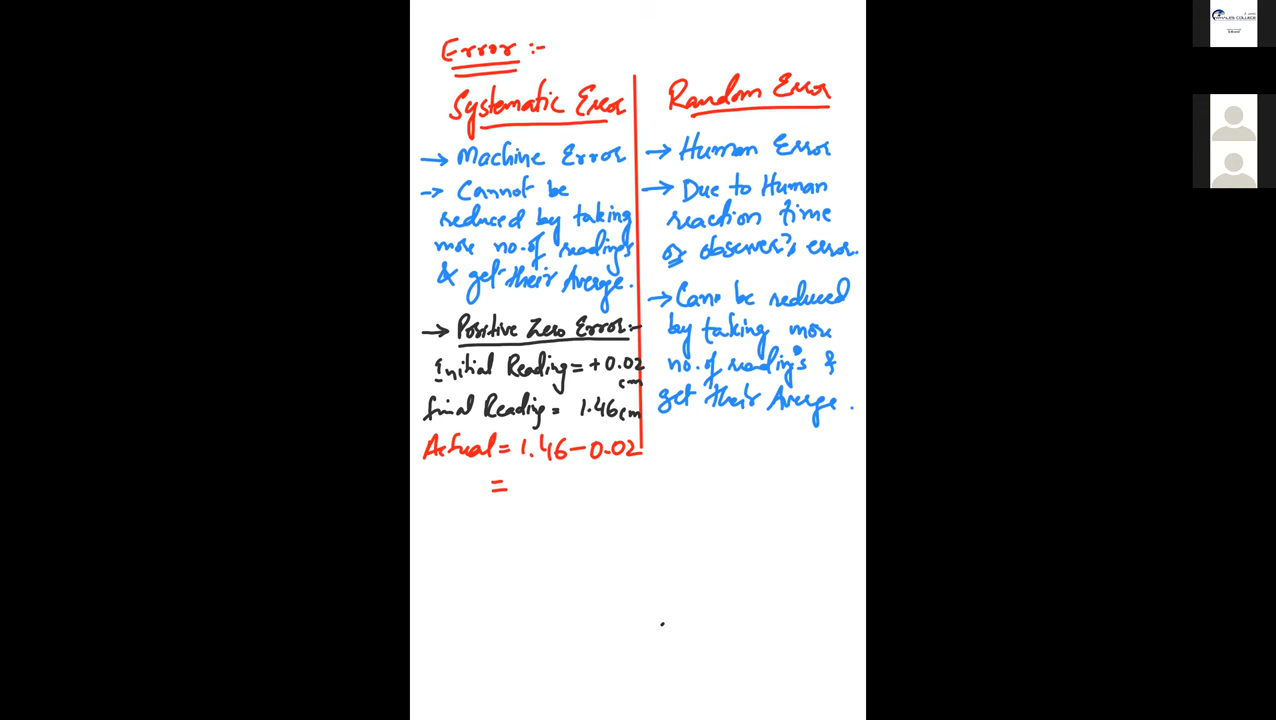 Error :-
Systematic Error
→ Machine Error
→ Cannot be
reduced by taking
more no. of readings
& get their Average.
→ Positive Zero Error:-
Initial Reading = +0.02
cm
Final Reading = 1.46cm
Actual = 1.46 - 0.02
=
Random Error
→ Human Error
→ Due to Human
reaction time
or observer's error.
→ Can be reduced
by taking more
no. of readings &
get their Average.